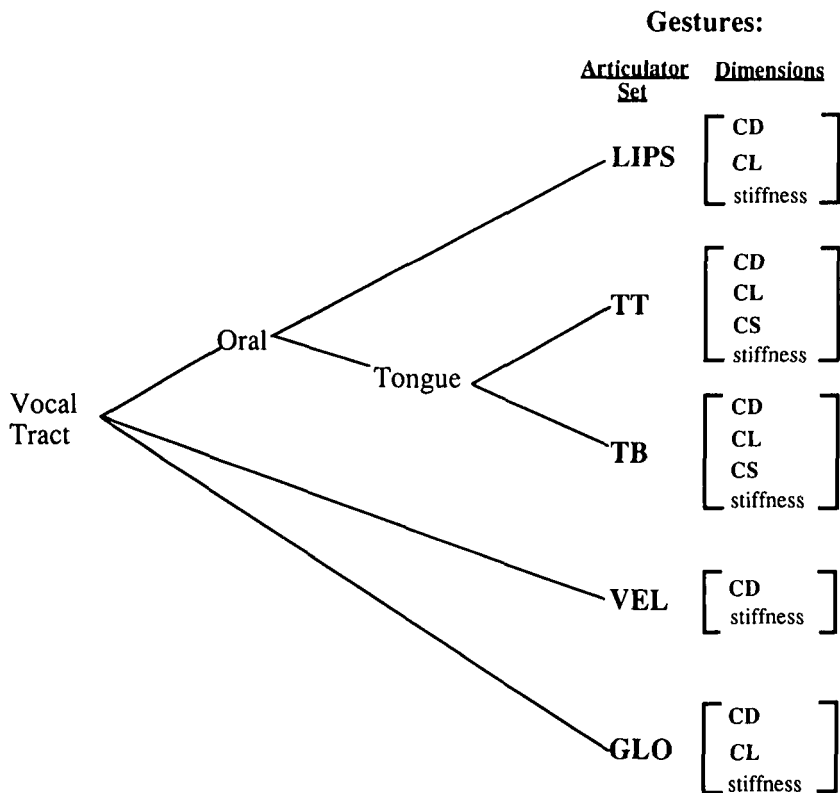 Gestures:
Articulator Set
Dimensions
LIPS
CD
CL
stiffness
Oral
TT
CD
CL
CS
stiffness
Tongue
Vocal
Tract
TB
CD
CL
CS
stiffness
VEL
CD
stiffness
GLO
CD
CL
stiffness